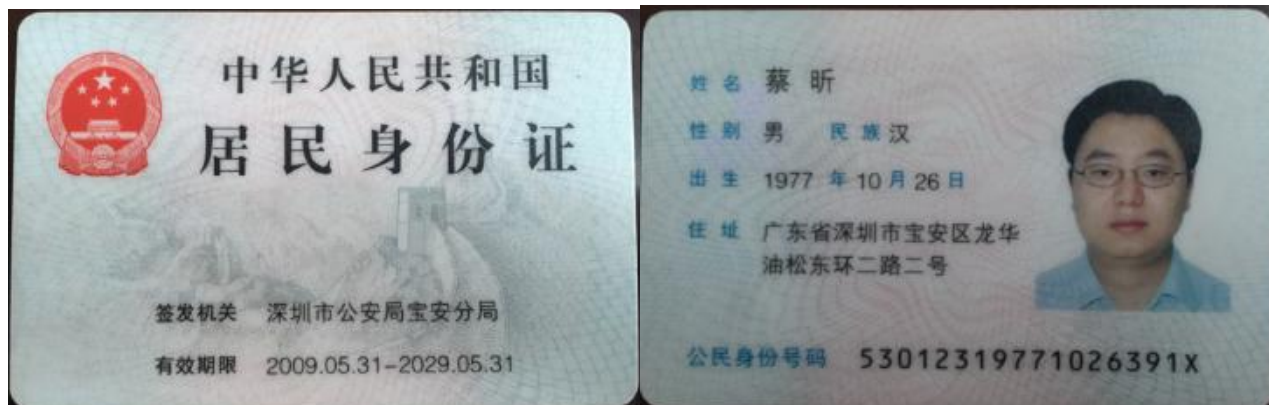 中华人民共和国
居民身份证
签发机关 深圳市公安局宝安分局
有效期限 2009.05.31-2029.05.31
姓名 蔡昕
性别 男 民族 汉
出生 1977 年 10 月 26 日
住址 广东省深圳市宝安区龙华
油松东环二路二号
公民身份号码 53012319771026391X